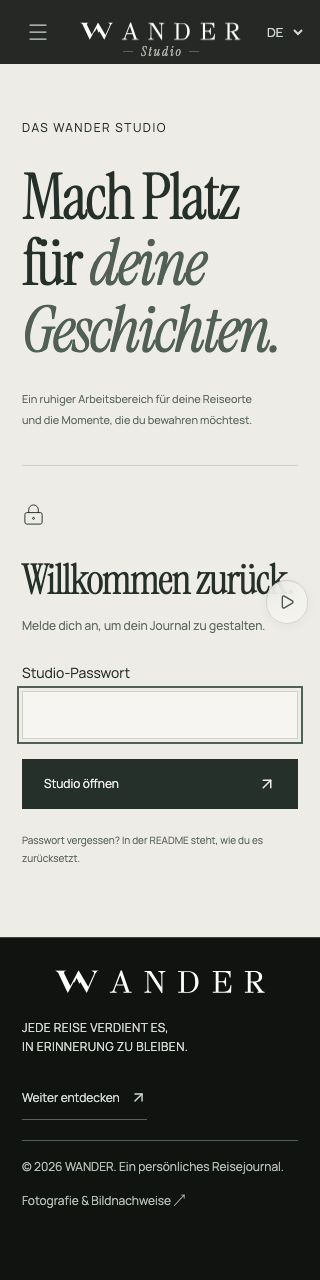 WANDER
Studio
DE
DAS WANDER STUDIO
Mach Platz
für deine
Geschichten.
Ein ruhiger Arbeitsbereich für deine Reiseorte
und die Momente, die du bewahren möchtest.
Willkommen zurück.
Melde dich an, um dein Journal zu gestalten.
Studio-Passwort
Studio öffnen
Passwort vergessen? In der README steht, wie du es
zurücksetzt.
WANDER
JEDE REISE VERDIENT ES,
IN ERINNERUNG ZU BLEIBEN.
Weiter entdecken
© 2026 WANDER. Ein persönliches Reisejournal.
Fotografie & Bildnachweise